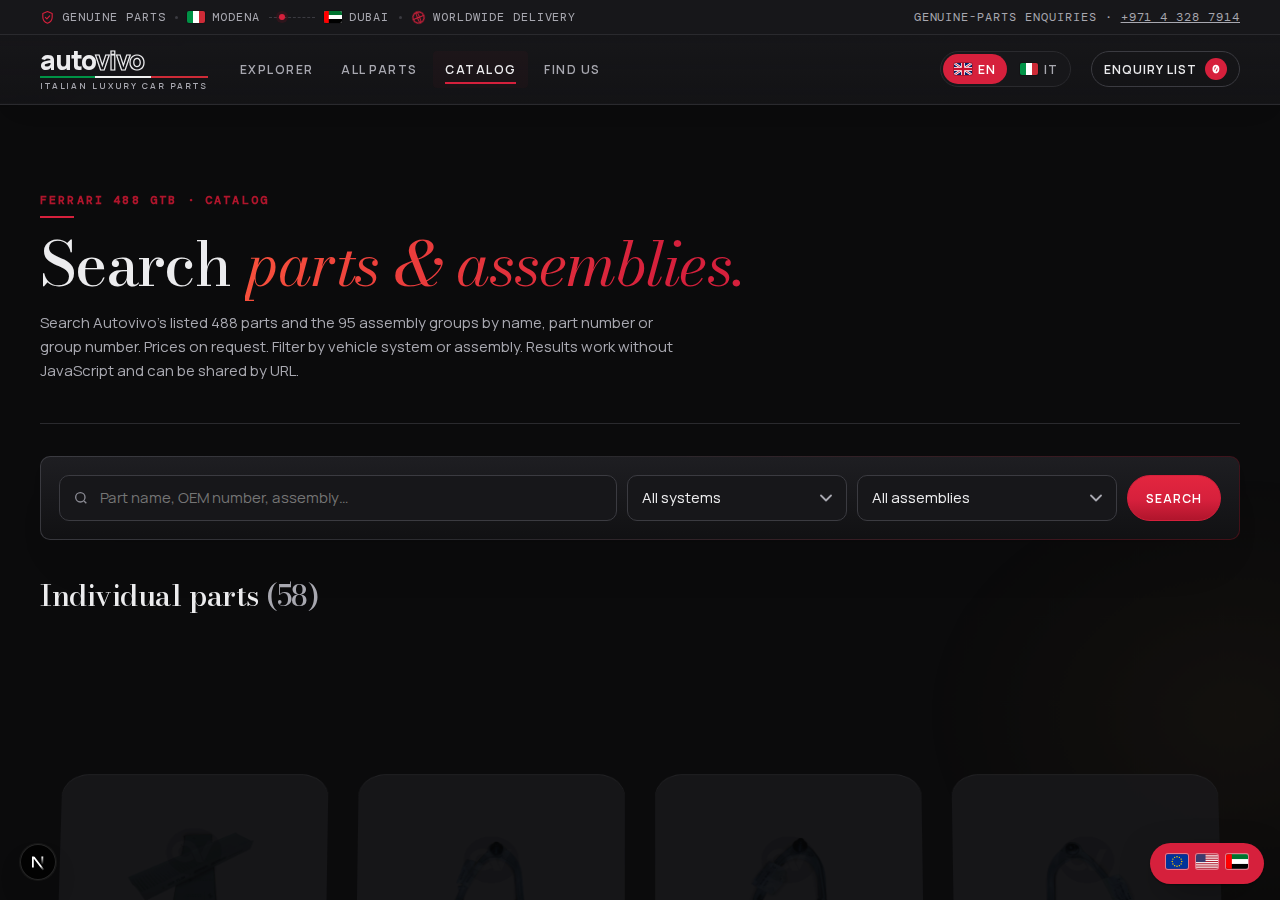 GENUINE PARTS • MODENA DUBAI • WORLDWIDE DELIVERY
GENUINE-PARTS ENQUIRIES · +971 4 328 7914
autovivo
ITALIAN LUXURY CAR PARTS
EXPLORER ALL PARTS CATALOG FIND US
EN IT
ENQUIRY LIST 0
FERRARI 488 GTB · CATALOG
Search parts & assemblies.
Search Autovivo's listed 488 parts and the 95 assembly groups by name, part number or
group number. Prices on request. Filter by vehicle system or assembly. Results work without
JavaScript and can be shared by URL.
Part name, OEM number, assembly…
All systems
All assemblies
SEARCH
Individual parts (58)
N